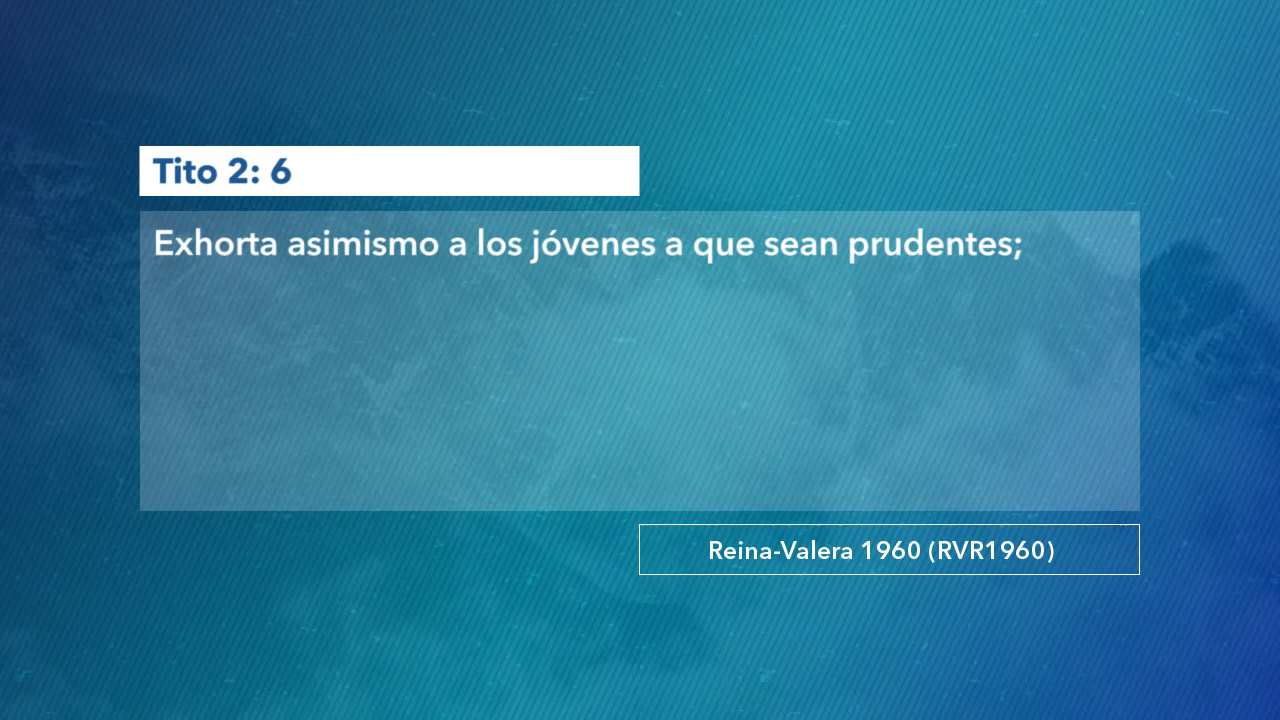 Tito 2: 6
Exhorta asimismo a los jóvenes a que sean prudentes;
Reina-Valera 1960 (RVR1960)